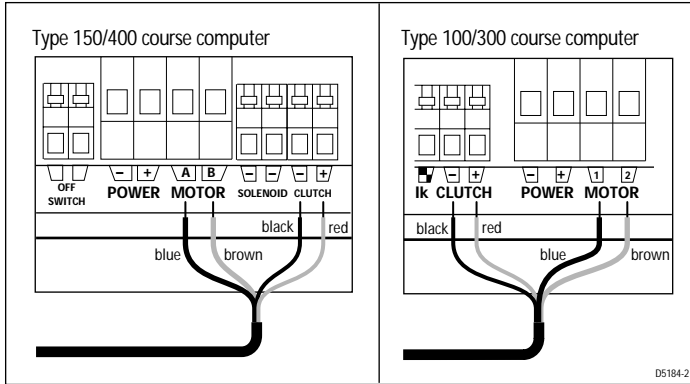 Type 150/400 course computer
OFF
SWITCH
− + A B − − − +
POWER MOTOR SOLENOID CLUTCH
black red
blue brown
Type 100/300 course computer
− + − + 1 2
Ik CLUTCH POWER MOTOR
black red
blue brown
D5184-2